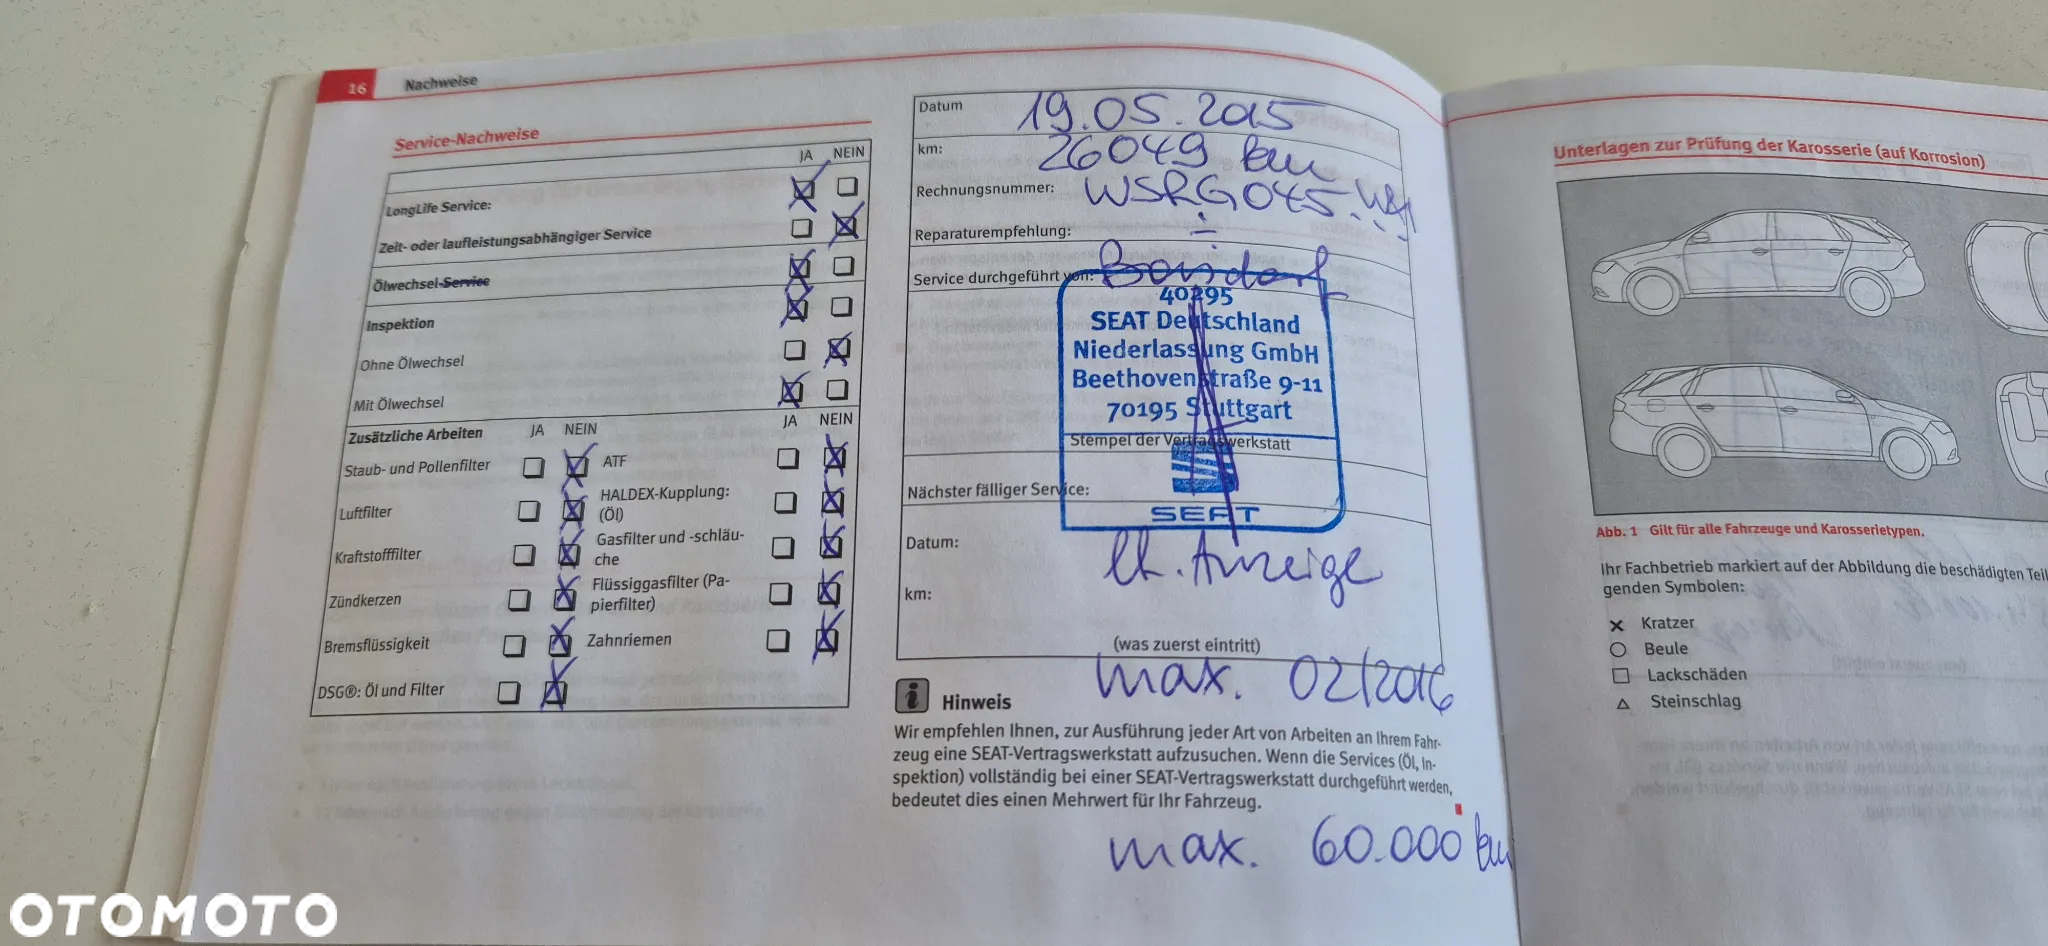 16 Nachweise
Service-Nachweise
JA NEIN
LongLife Service:
Zeit- oder laufleistungsabhängiger Service
Ölwechsel-Service
Inspektion
Ohne Ölwechsel
Mit Ölwechsel
Zusätzliche Arbeiten JA NEIN JA NEIN
Staub- und Pollenfilter ATF
Luftfilter HALDEX-Kupplung:
(Öl)
Kraftstofffilter Gasfilter und -schläu-
che
Zündkerzen Flüssiggasfilter (Pa-
pierfilter)
Bremsflüssigkeit Zahnriemen
DSG®: Öl und Filter
Datum 19.05.2015
km: 26049 km
Rechnungsnummer: WSRG045
Reparaturempfehlung:
Service durchgeführt von:
40295
SEAT Deutschland
Niederlassung GmbH
Beethovenstraße 9-11
70195 Stuttgart
Stempel der Vertragswerkstatt
SEAT
Nächster fälliger Service:
Datum: lt. Anzeige
km:
(was zuerst eintritt)
max. 02/2016
Hinweis
Wir empfehlen Ihnen, zur Ausführung jeder Art von Arbeiten an Ihrem Fahr-
zeug eine SEAT-Vertragswerkstatt aufzusuchen. Wenn die Services (Öl, In-
spektion) vollständig bei einer SEAT-Vertragswerkstatt durchgeführt werden,
bedeutet dies einen Mehrwert für Ihr Fahrzeug.
max. 60.000 km
Unterlagen zur Prüfung der Karosserie (auf Korrosion)
Abb. 1 Gilt für alle Fahrzeuge und Karosserietypen.
Ihr Fachbetrieb markiert auf der Abbildung die beschädigten Teil
genden Symbolen:
Kratzer
Beule
Lackschäden
Steinschlag
OTOMOTO